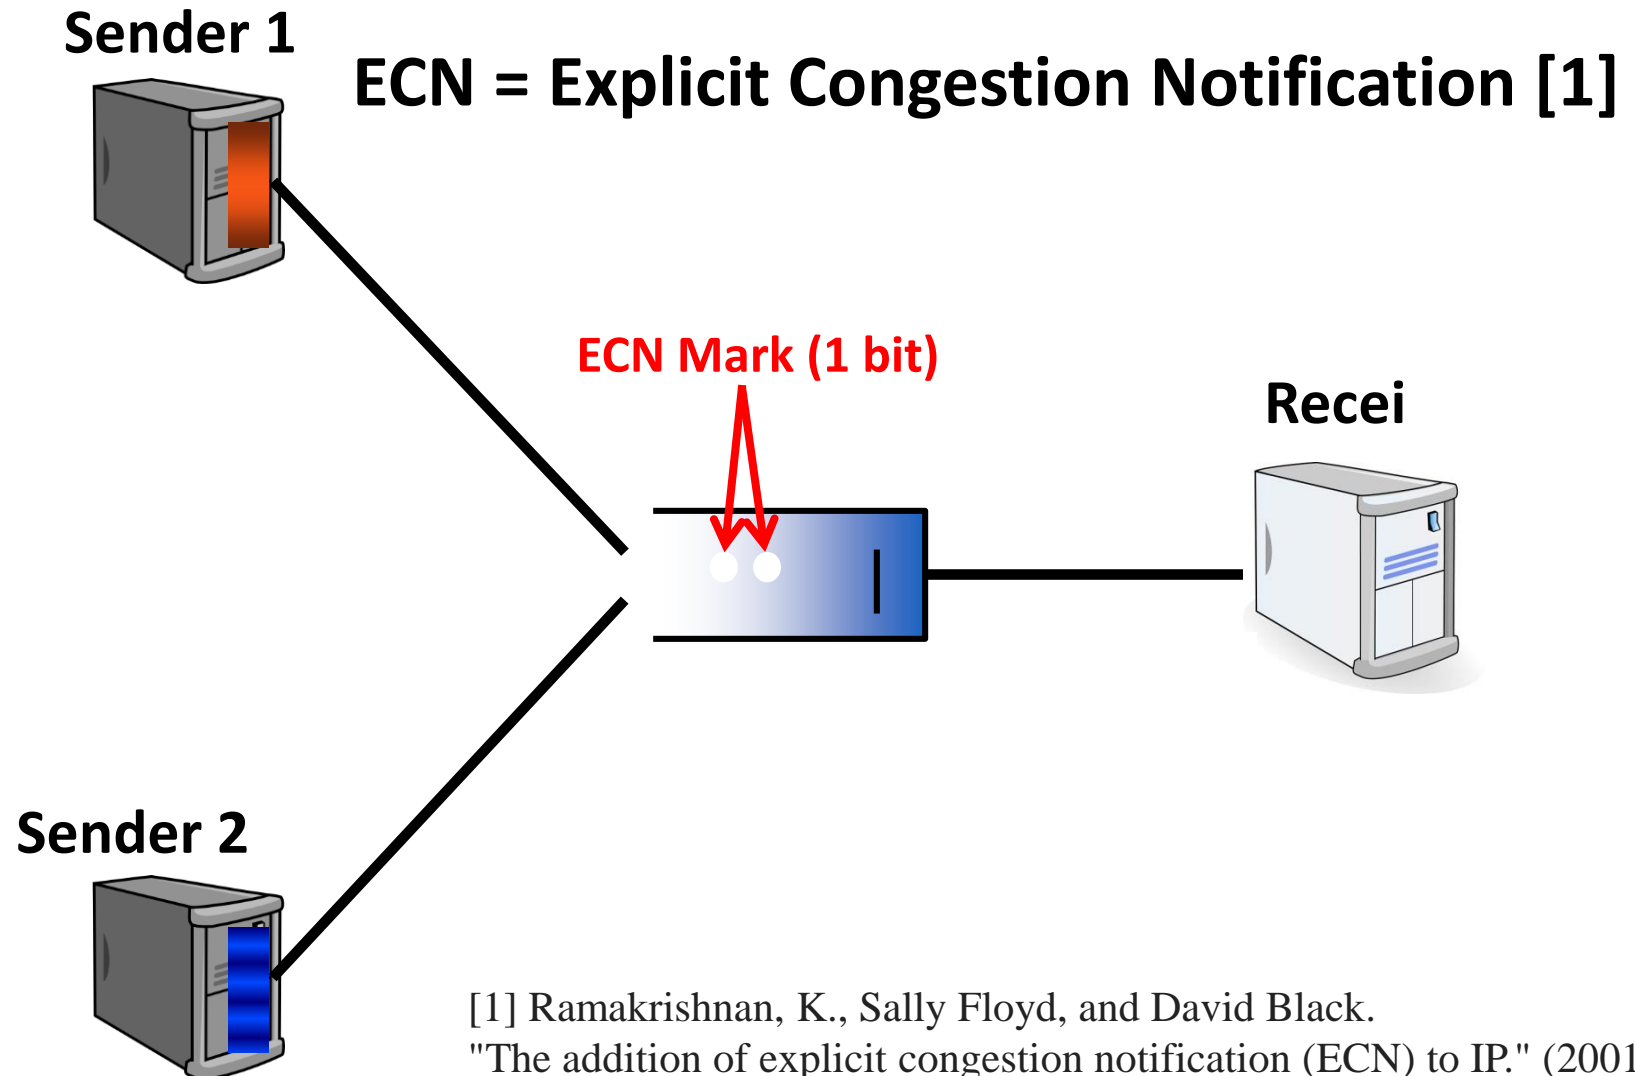 Sender 1
ECN = Explicit Congestion Notification [1]
ECN Mark (1 bit)
Recei
Sender 2
[1] Ramakrishnan, K., Sally Floyd, and David Black.
"The addition of explicit congestion notification (ECN) to IP." (2001